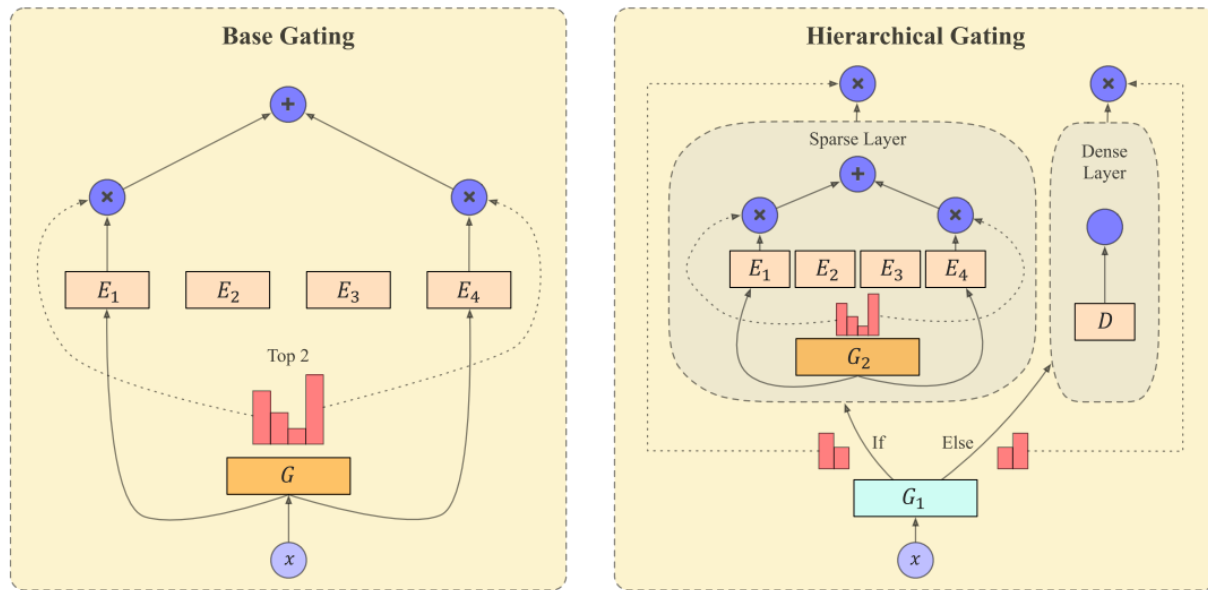 Base Gating
+
× ×
E₁ E₂ E₃ E₄
Top 2
G
x
Hierarchical Gating
× ×
Sparse Layer
Dense
Layer
+
× ×
E₁ E₂ E₃ E₄
D
G₂
If Else
G₁
x